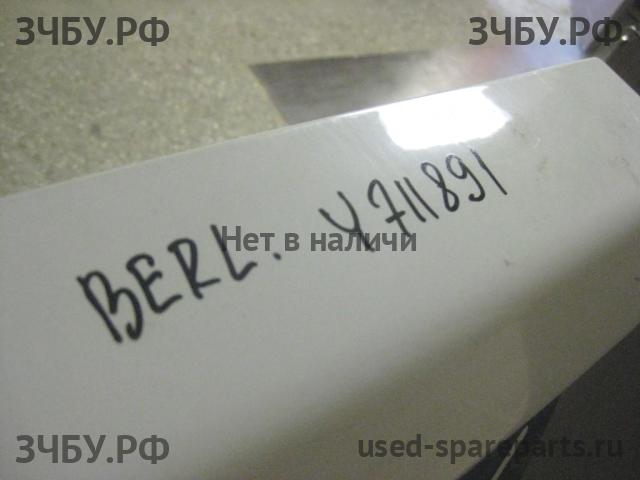 ЗЧБУ.РФ ЗЧБУ.РФ
BERL. Y711891
Нет в наличи
ЗЧБУ.РФ used-spareparts.ru